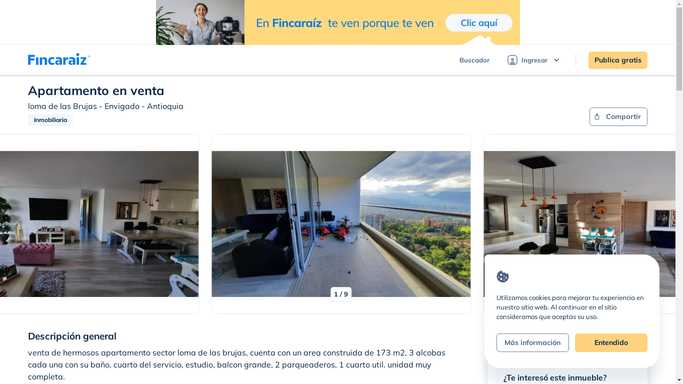 En Fincaraíz te ven porque te ven
Clic aquí
Fincaraíz
Buscador
Ingresar
Publica gratis
Apartamento en venta
loma de las Brujas - Envigado - Antioquia
Inmobiliaria
Compartir
1 / 9
Utilizamos cookies para mejorar tu experiencia en
nuestro sitio web. Al continuar en el sitio
consideramos que aceptas su uso.
Más información
Entendido
Descripción general
venta de hermosos apartamento sector loma de las brujas, cuenta con un area construida de 173 m2, 3 alcobas
cada una con su baño, cuarto del servicio, estudio, balcon grande, 2 parqueaderos, 1 cuarto util. unidad muy
completa.
¿Te interesó este inmueble?